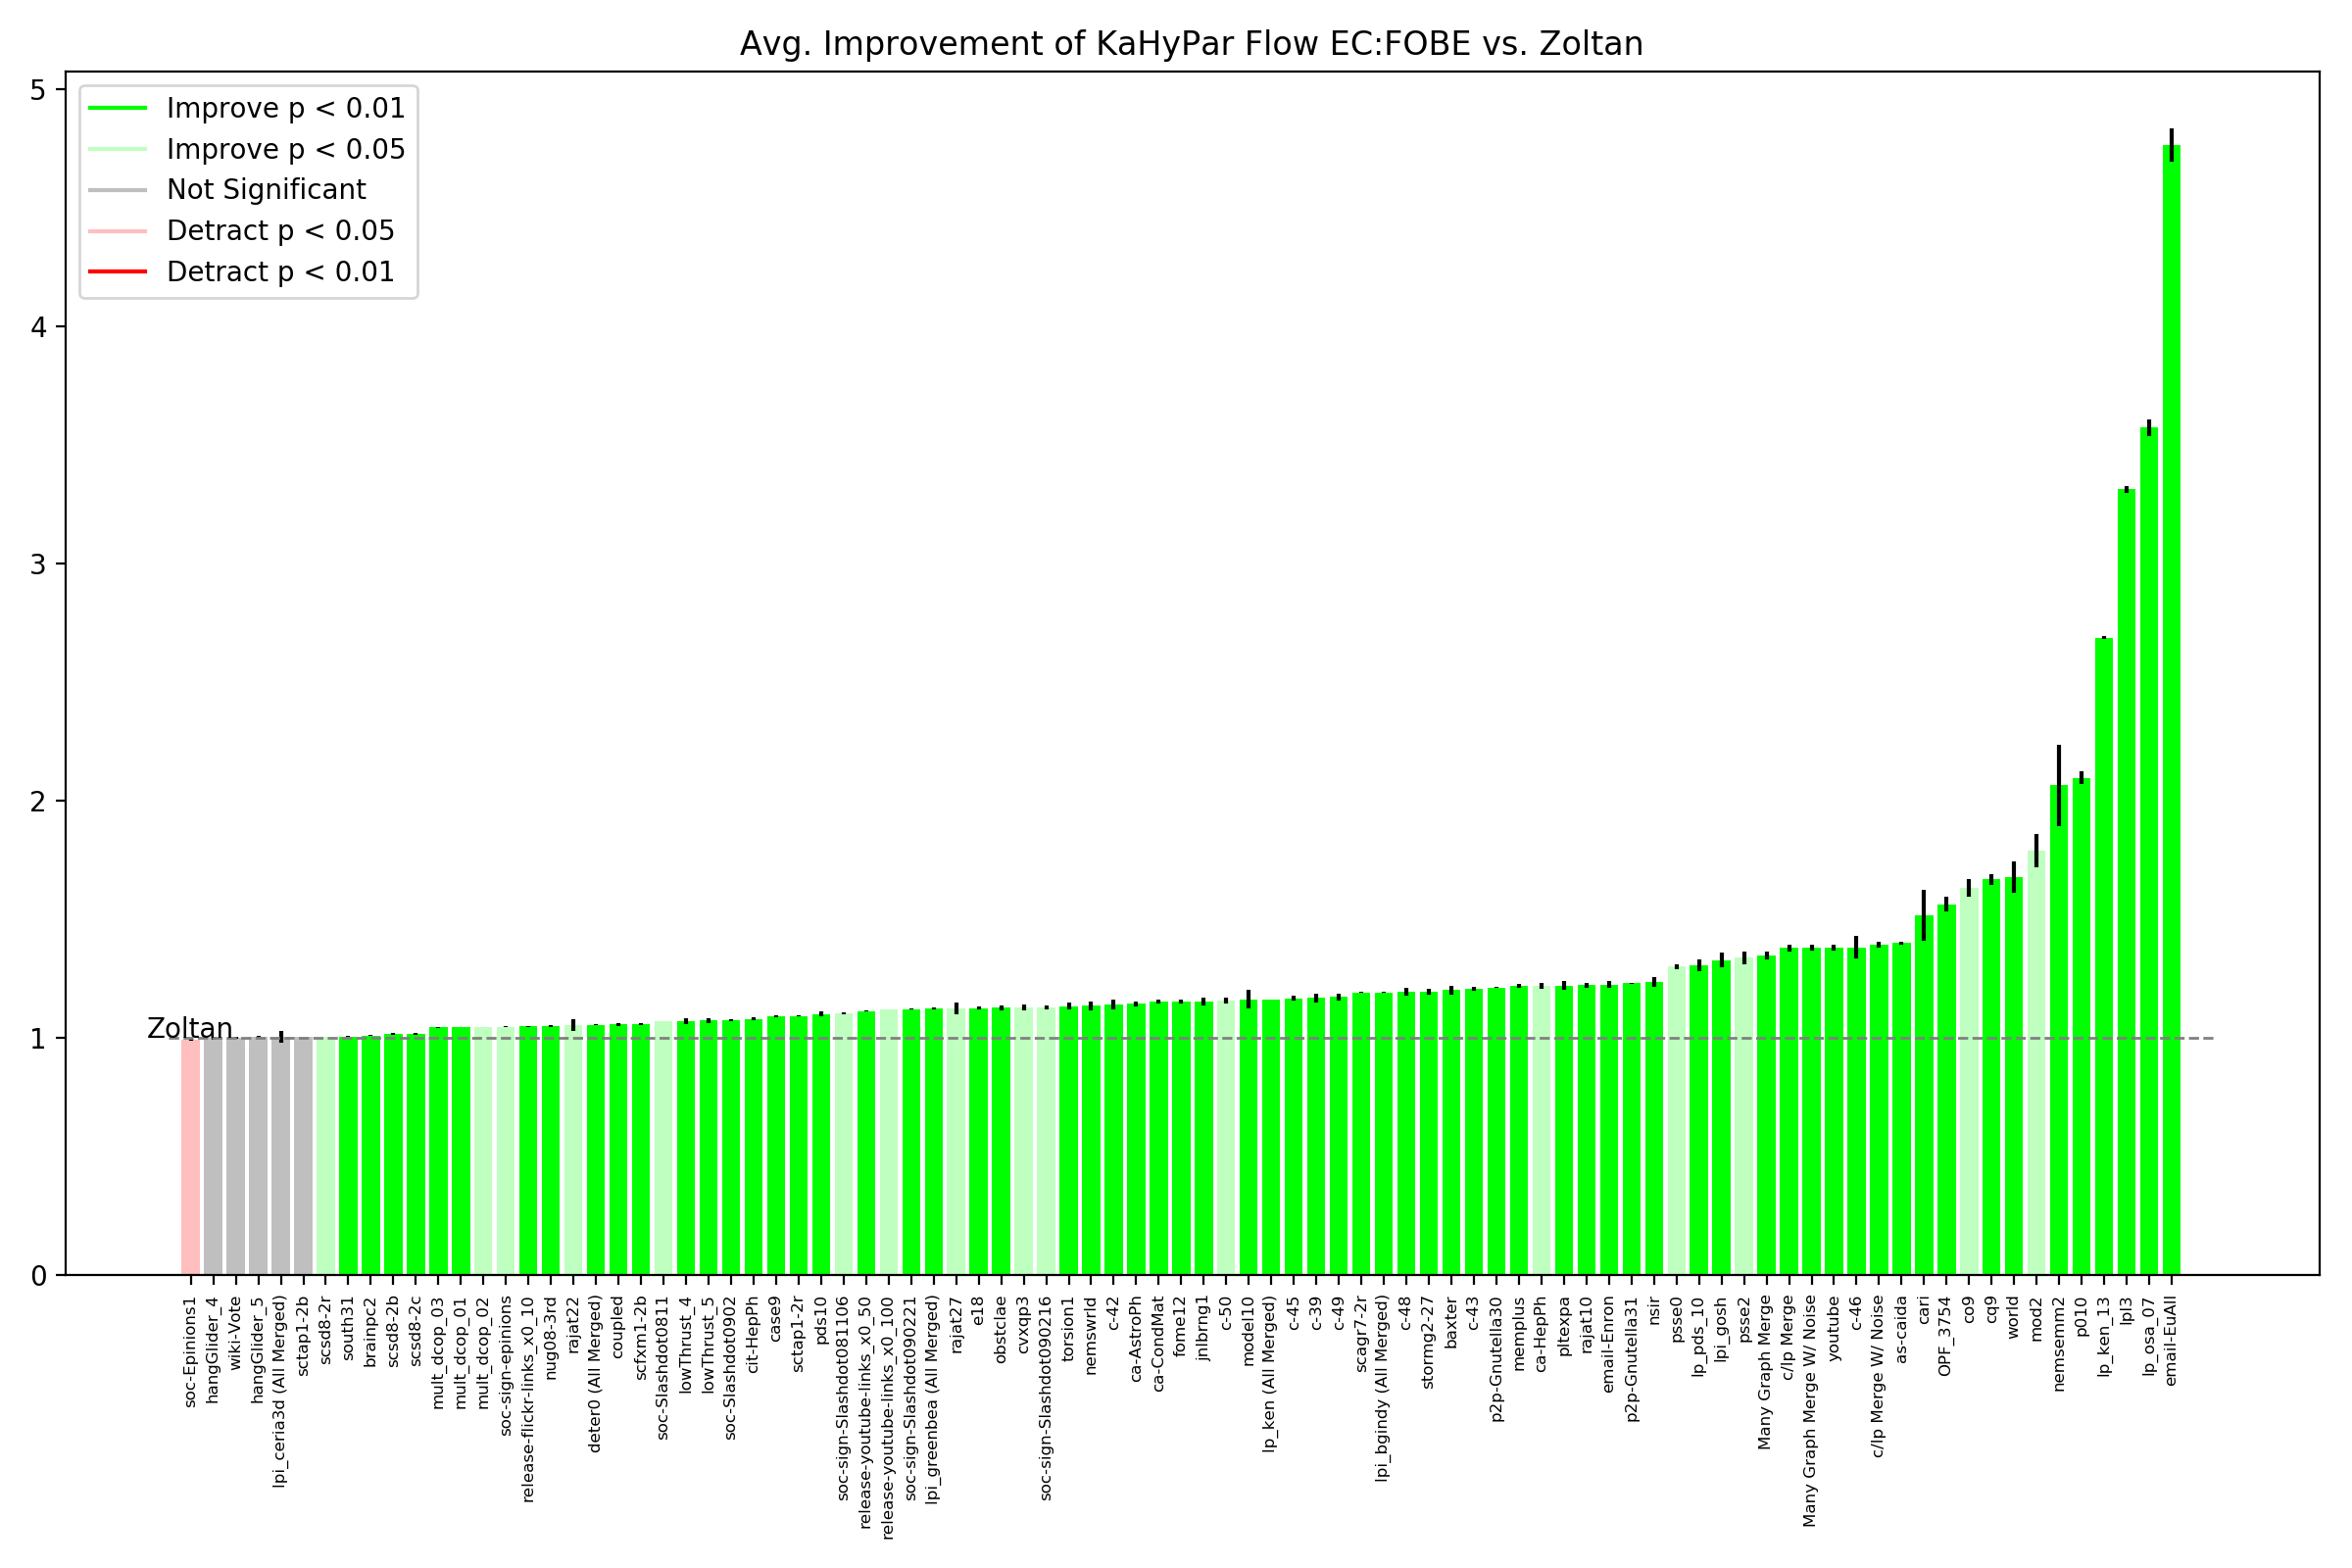 Avg. Improvement of KaHyPar Flow EC:FOBE vs. Zoltan
5
4
3
2
1
0
Improve p < 0.01
Improve p < 0.05
Not Significant
Detract p < 0.05
Detract p < 0.01
Zoltan
soc-Epinions1
hangGlider_4
wiki-Vote
hangGlider_5
lpi_ceria3d (All Merged)
sctap1-2b
scsd8-2r
south31
brainpc2
scsd8-2b
scsd8-2c
mult_dcop_03
mult_dcop_01
mult_dcop_02
soc-sign-epinions
release-flickr-links_x0_10
nug08-3rd
rajat22
deter0 (All Merged)
coupled
scfxm1-2b
soc-Slashdot0811
lowThrust_4
lowThrust_5
soc-Slashdot0902
cit-HepPh
case9
sctap1-2r
pds10
soc-sign-Slashdot081106
release-youtube-links_x0_50
release-youtube-links_x0_100
soc-sign-Slashdot090221
lpi_greenbea (All Merged)
rajat27
e18
obstclae
cvxqp3
soc-sign-Slashdot090216
torsion1
nemswrld
c-42
ca-AstroPh
ca-CondMat
fome12
jnlbrng1
c-50
model10
lp_ken (All Merged)
c-45
c-39
c-49
scagr7-2r
lpi_bgindy (All Merged)
c-48
stormg2-27
baxter
c-43
p2p-Gnutella30
memplus
ca-HepPh
pltexpa
rajat10
email-Enron
p2p-Gnutella31
nsir
psse0
lp_pds_10
lpi_gosh
psse2
Many Graph Merge
c/lp Merge
Many Graph Merge W/ Noise
youtube
c-46
c/lp Merge W/ Noise
as-caida
cari
OPF_3754
co9
cq9
world
mod2
nemsemm2
p010
lp_ken_13
lpl3
lp_osa_07
email-EuAll